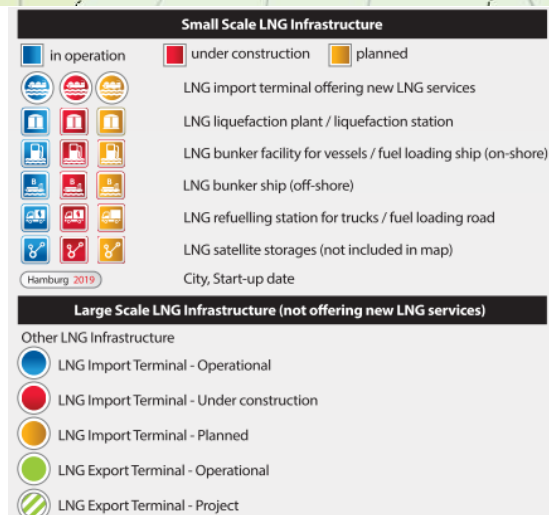 Small Scale LNG Infrastructure
in operation under construction planned
LNG import terminal offering new LNG services
LNG liquefaction plant / liquefaction station
LNG bunker facility for vessels / fuel loading ship (on-shore)
B B B LNG bunker ship (off-shore)
LNG refuelling station for trucks / fuel loading road
LNG satellite storages (not included in map)
Hamburg 2019 City, Start-up date
Large Scale LNG Infrastructure (not offering new LNG services)
Other LNG Infrastructure
LNG Import Terminal - Operational
LNG Import Terminal - Under construction
LNG Import Terminal - Planned
LNG Export Terminal - Operational
LNG Export Terminal - Project